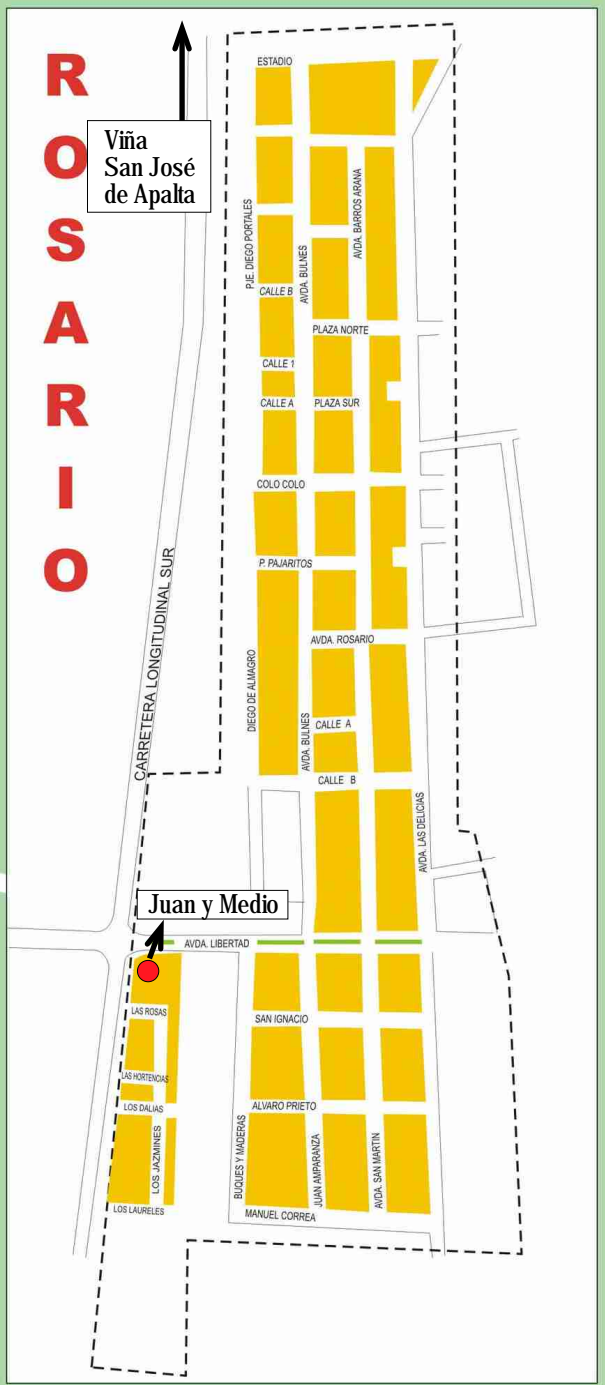 ROSARIO
Viña
San José
de Apalta
ESTADIO
PJE. DIEGO PORTALES
AVDA. BULNES
AVDA. BARROS ARANA
CALLE B
PLAZA NORTE
CALLE 1
CALLE A
PLAZA SUR
COLO COLO
P. PAJARITOS
CARRETERA LONGITUDINAL SUR
AVDA. ROSARIO
DIEGO DE ALMAGRO
AVDA. BULNES
CALLE A
CALLE B
AVDA. LAS DELICIAS
Juan y Medio
AVDA. LIBERTAD
LAS ROSAS
SAN IGNACIO
LAS HORTENCIAS
LOS DALIAS
ALVARO PRIETO
LOS JAZMINES
BUQUES Y MADERAS
JUAN AMPARANZA
AVDA. SAN MARTIN
LOS LAURELES
MANUEL CORREA